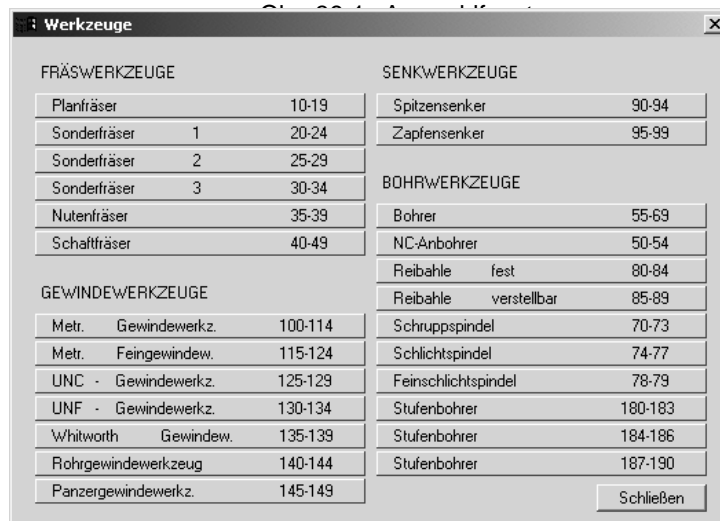 Werkzeuge
FRÄSWERKZEUGE
Planfräser 10-19
Sonderfräser 1 20-24
Sonderfräser 2 25-29
Sonderfräser 3 30-34
Nutenfräser 35-39
Schaftfräser 40-49
GEWINDEWERKZEUGE
Metr. Gewindewerkz. 100-114
Metr. Feingewindew. 115-124
UNC - Gewindewerkz. 125-129
UNF - Gewindewerkz. 130-134
Whitworth Gewindew. 135-139
Rohrgewindewerkzeug 140-144
Panzergewindewerkz. 145-149
SENKWERKZEUGE
Spitzensenker 90-94
Zapfensenker 95-99
BOHRWERKZEUGE
Bohrer 55-69
NC-Anbohrer 50-54
Reibahle fest 80-84
Reibahle verstellbar 85-89
Schruppspindel 70-73
Schlichtspindel 74-77
Feinschlichtspindel 78-79
Stufenbohrer 180-183
Stufenbohrer 184-186
Stufenbohrer 187-190
Schließen